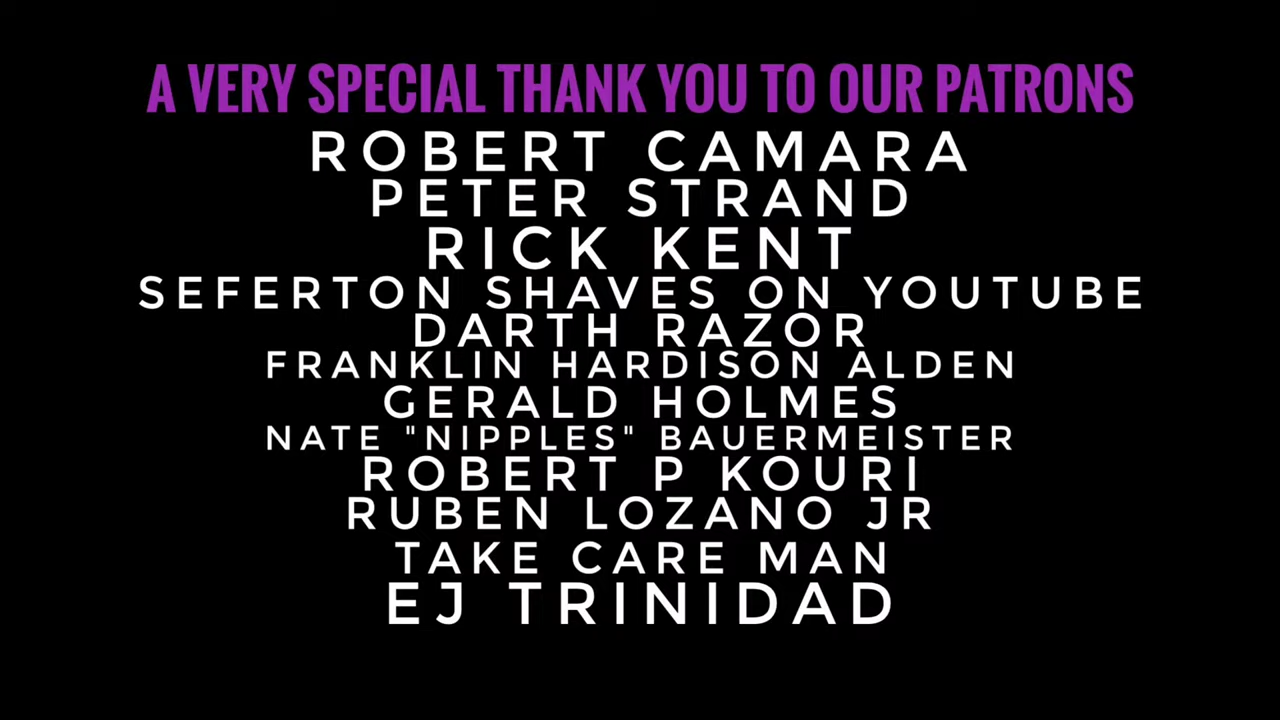 A VERY SPECIAL THANK YOU TO OUR PATRONS
ROBERT CAMARA
PETER STRAND
RICK KENT
SEFERTON SHAVES ON YOUTUBE
DARTH RAZOR
FRANKLIN HARDISON ALDEN
GERALD HOLMES
NATE "NIPPLES" BAUERMEISTER
ROBERT P KOURI
RUBEN LOZANO JR
TAKE CARE MAN
EJ TRINIDAD